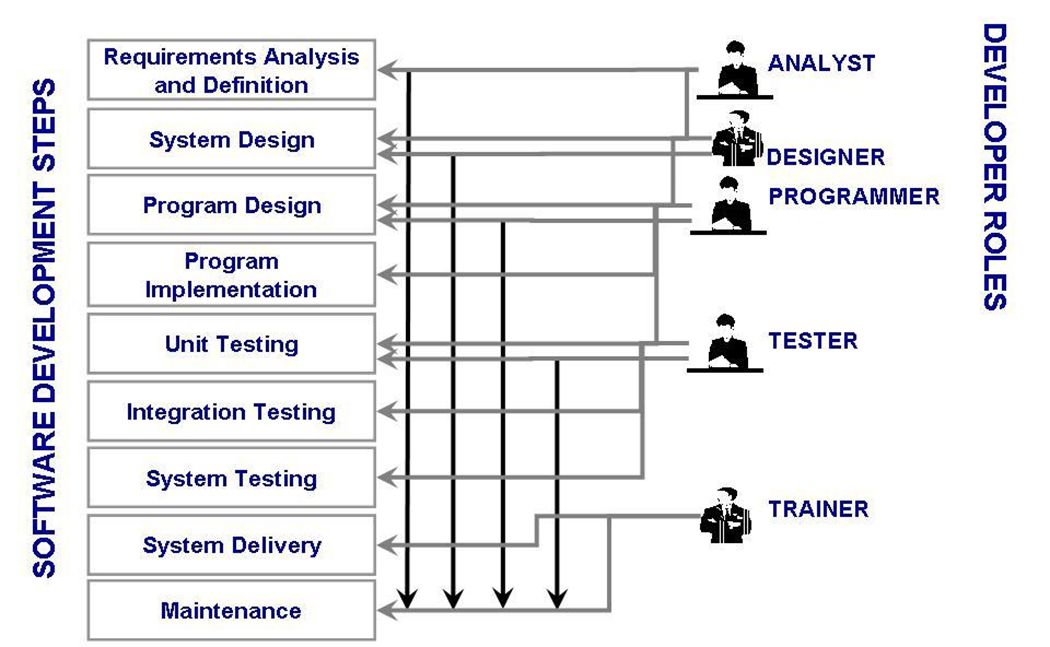 SOFTWARE DEVELOPMENT STEPS
Requirements Analysis
and Definition
System Design
Program Design
Program
Implementation
Unit Testing
Integration Testing
System Testing
System Delivery
Maintenance
ANALYST
DESIGNER
PROGRAMMER
TESTER
TRAINER
DEVELOPER ROLES